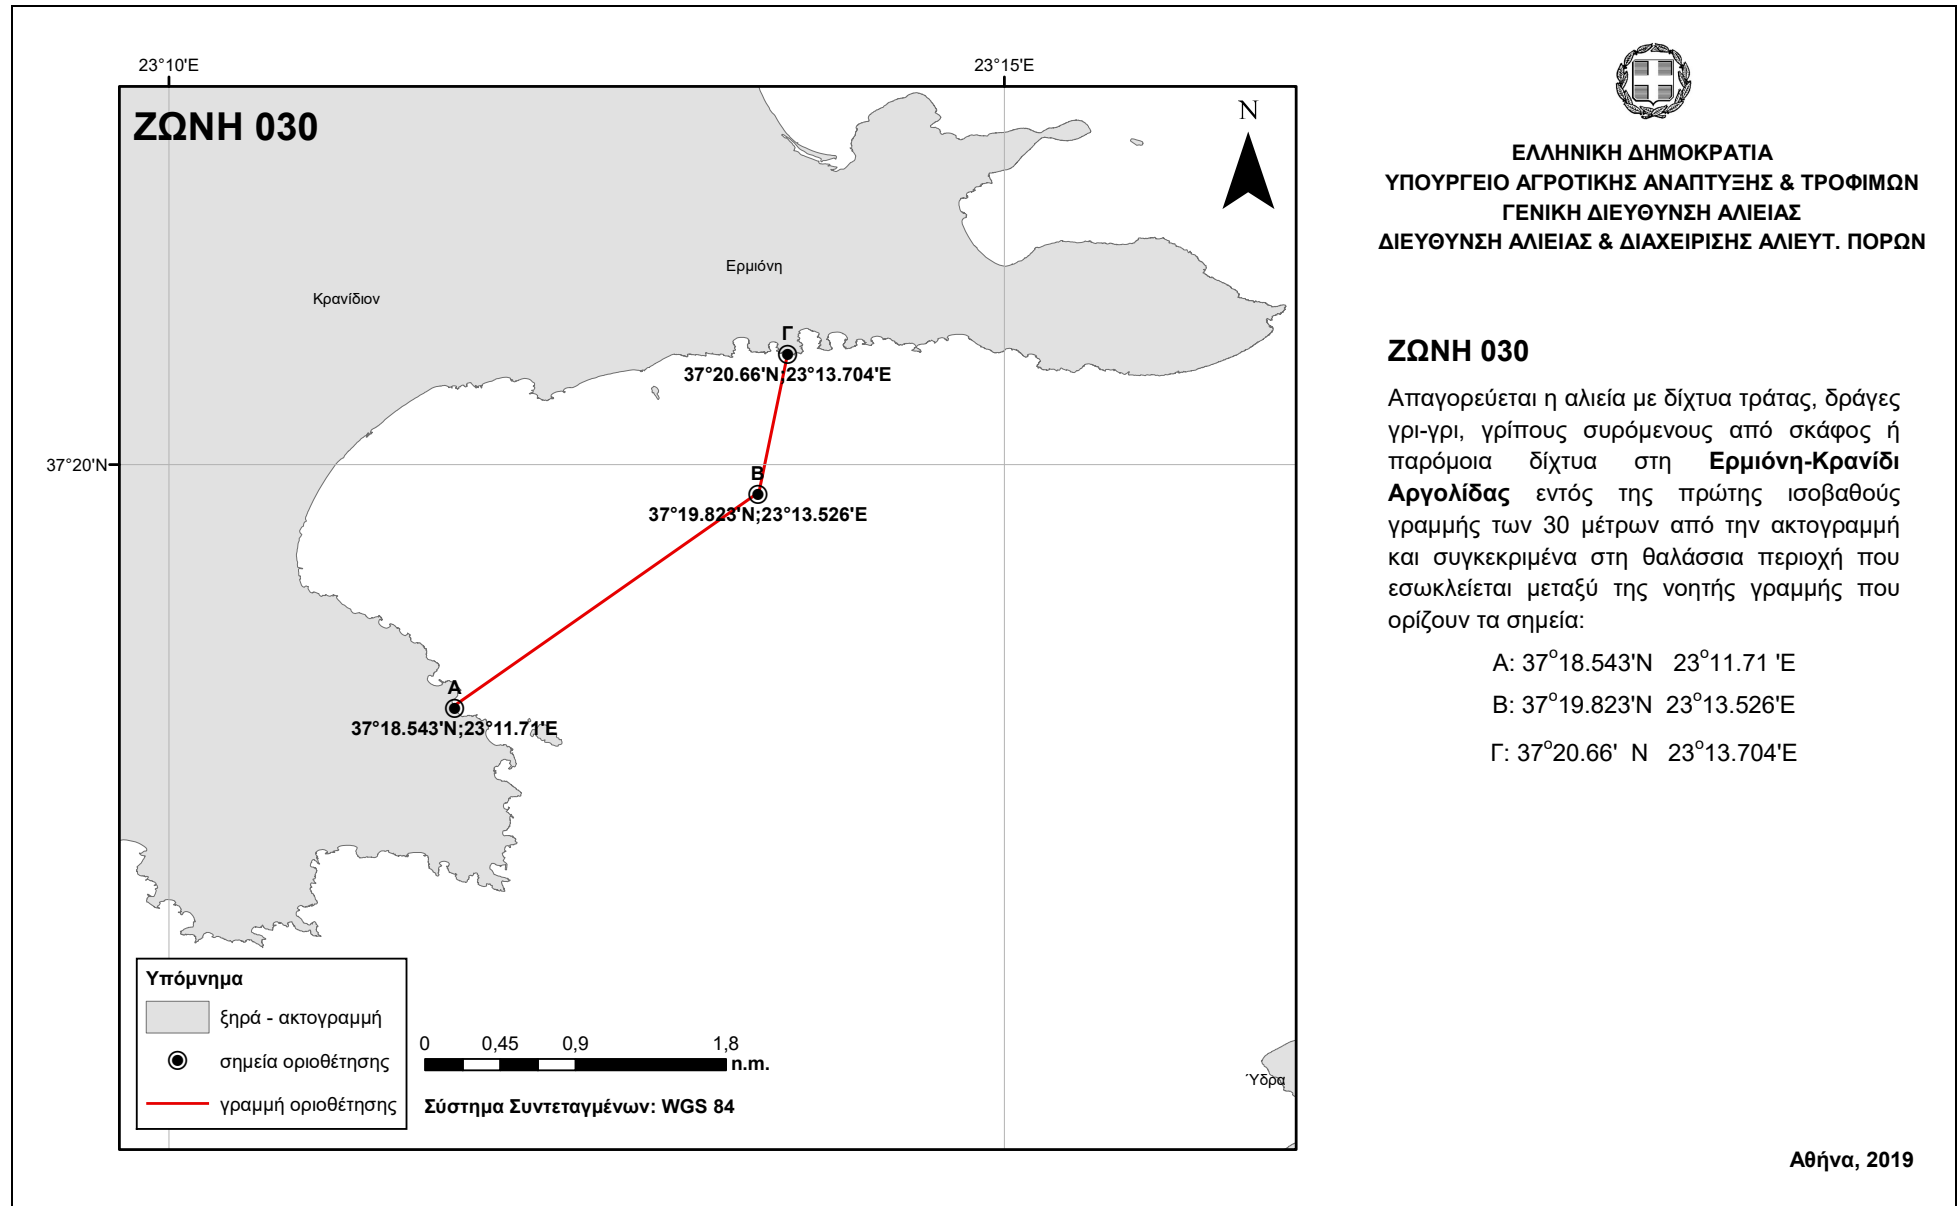 23°10'E
23°15'E
ΖΩΝΗ 030
N
Ερμιόνη
Κρανίδιον
Γ
37°20.66'N;23°13.704'E
37°20'N
Β
37°19.823'N;23°13.526'E
Α
37°18.543'N;23°11.71'E
Υπόμνημα
ξηρά - ακτογραμμή
σημεία οριοθέτησης
γραμμή οριοθέτησης
0 0,45 0,9 1,8
n.m.
Σύστημα Συντεταγμένων: WGS 84
Ύδρα
ΕΛΛΗΝΙΚΗ ΔΗΜΟΚΡΑΤΙΑ
ΥΠΟΥΡΓΕΙΟ ΑΓΡΟΤΙΚΗΣ ΑΝΑΠΤΥΞΗΣ & ΤΡΟΦΙΜΩΝ
ΓΕΝΙΚΗ ΔΙΕΥΘΥΝΣΗ ΑΛΙΕΙΑΣ
ΔΙΕΥΘΥΝΣΗ ΑΛΙΕΙΑΣ & ΔΙΑΧΕΙΡΙΣΗΣ ΑΛΙΕΥΤ. ΠΟΡΩΝ
ΖΩΝΗ 030
Απαγορεύεται η αλιεία με δίχτυα τράτας, δράγες
γρι-γρι, γρίπους συρόμενους από σκάφος ή
παρόμοια δίχτυα στη Ερμιόνη-Κρανίδι
Αργολίδας εντός της πρώτης ισοβαθούς
γραμμής των 30 μέτρων από την ακτογραμμή
και συγκεκριμένα στη θαλάσσια περιοχή που
εσωκλείεται μεταξύ της νοητής γραμμής που
ορίζουν τα σημεία:
Α: 37°18.543'N 23°11.71 'E
Β: 37°19.823'N 23°13.526'E
Γ: 37°20.66' N 23°13.704'E
Αθήνα, 2019